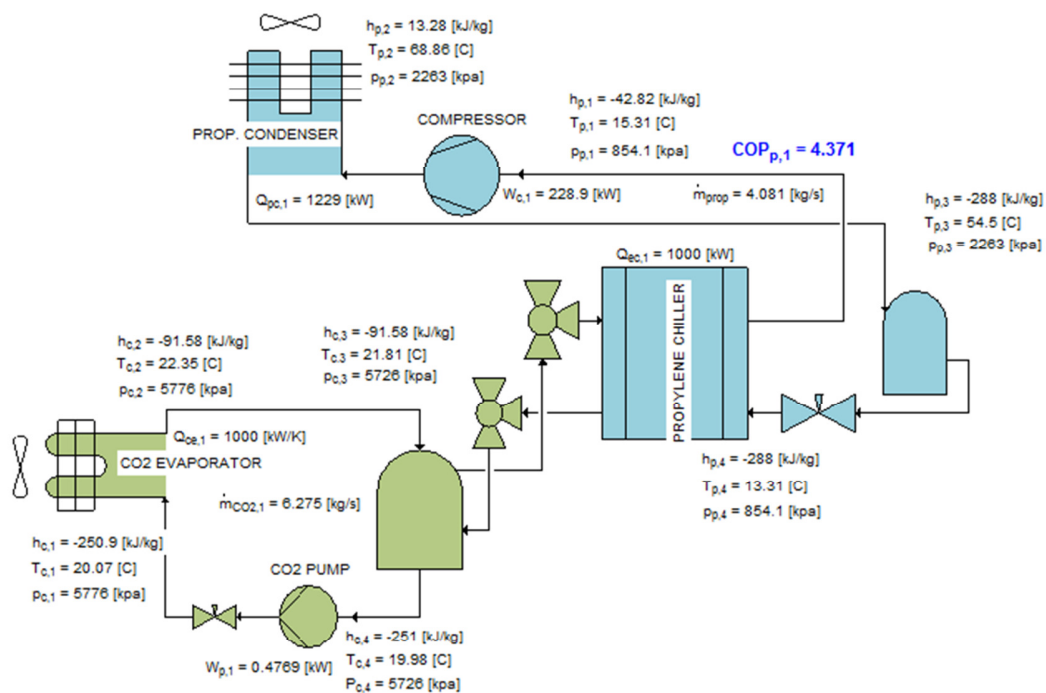 h_p,2 = 13.28 [kJ/kg]
T_p,2 = 68.86 [C]
p_p,2 = 2263 [kpa]
PROP. CONDENSER
COMPRESSOR
h_p,1 = -42.82 [kJ/kg]
T_p,1 = 15.31 [C]
p_p,1 = 854.1 [kpa]
COP_p,1 = 4.371
Q_pc,1 = 1229 [kW]
W_c,1 = 228.9 [kW]
ṁ_prop = 4.081 [kg/s]
h_p,3 = -288 [kJ/kg]
T_p,3 = 54.5 [C]
p_p,3 = 2263 [kpa]
Q_ec,1 = 1000 [kW]
PROPYLENE CHILLER
h_c,2 = -91.58 [kJ/kg]
T_c,2 = 22.35 [C]
p_c,2 = 5776 [kpa]
h_c,3 = -91.58 [kJ/kg]
T_c,3 = 21.81 [C]
p_c,3 = 5726 [kpa]
Q_ce,1 = 1000 [kW/K]
CO2 EVAPORATOR
ṁ_CO2,1 = 6.275 [kg/s]
h_p,4 = -288 [kJ/kg]
T_p,4 = 13.31 [C]
p_p,4 = 854.1 [kpa]
h_c,1 = -250.9 [kJ/kg]
T_c,1 = 20.07 [C]
p_c,1 = 5776 [kpa]
CO2 PUMP
W_p,1 = 0.4769 [kW]
h_c,4 = -251 [kJ/kg]
T_c,4 = 19.98 [C]
P_c,4 = 5726 [kpa]